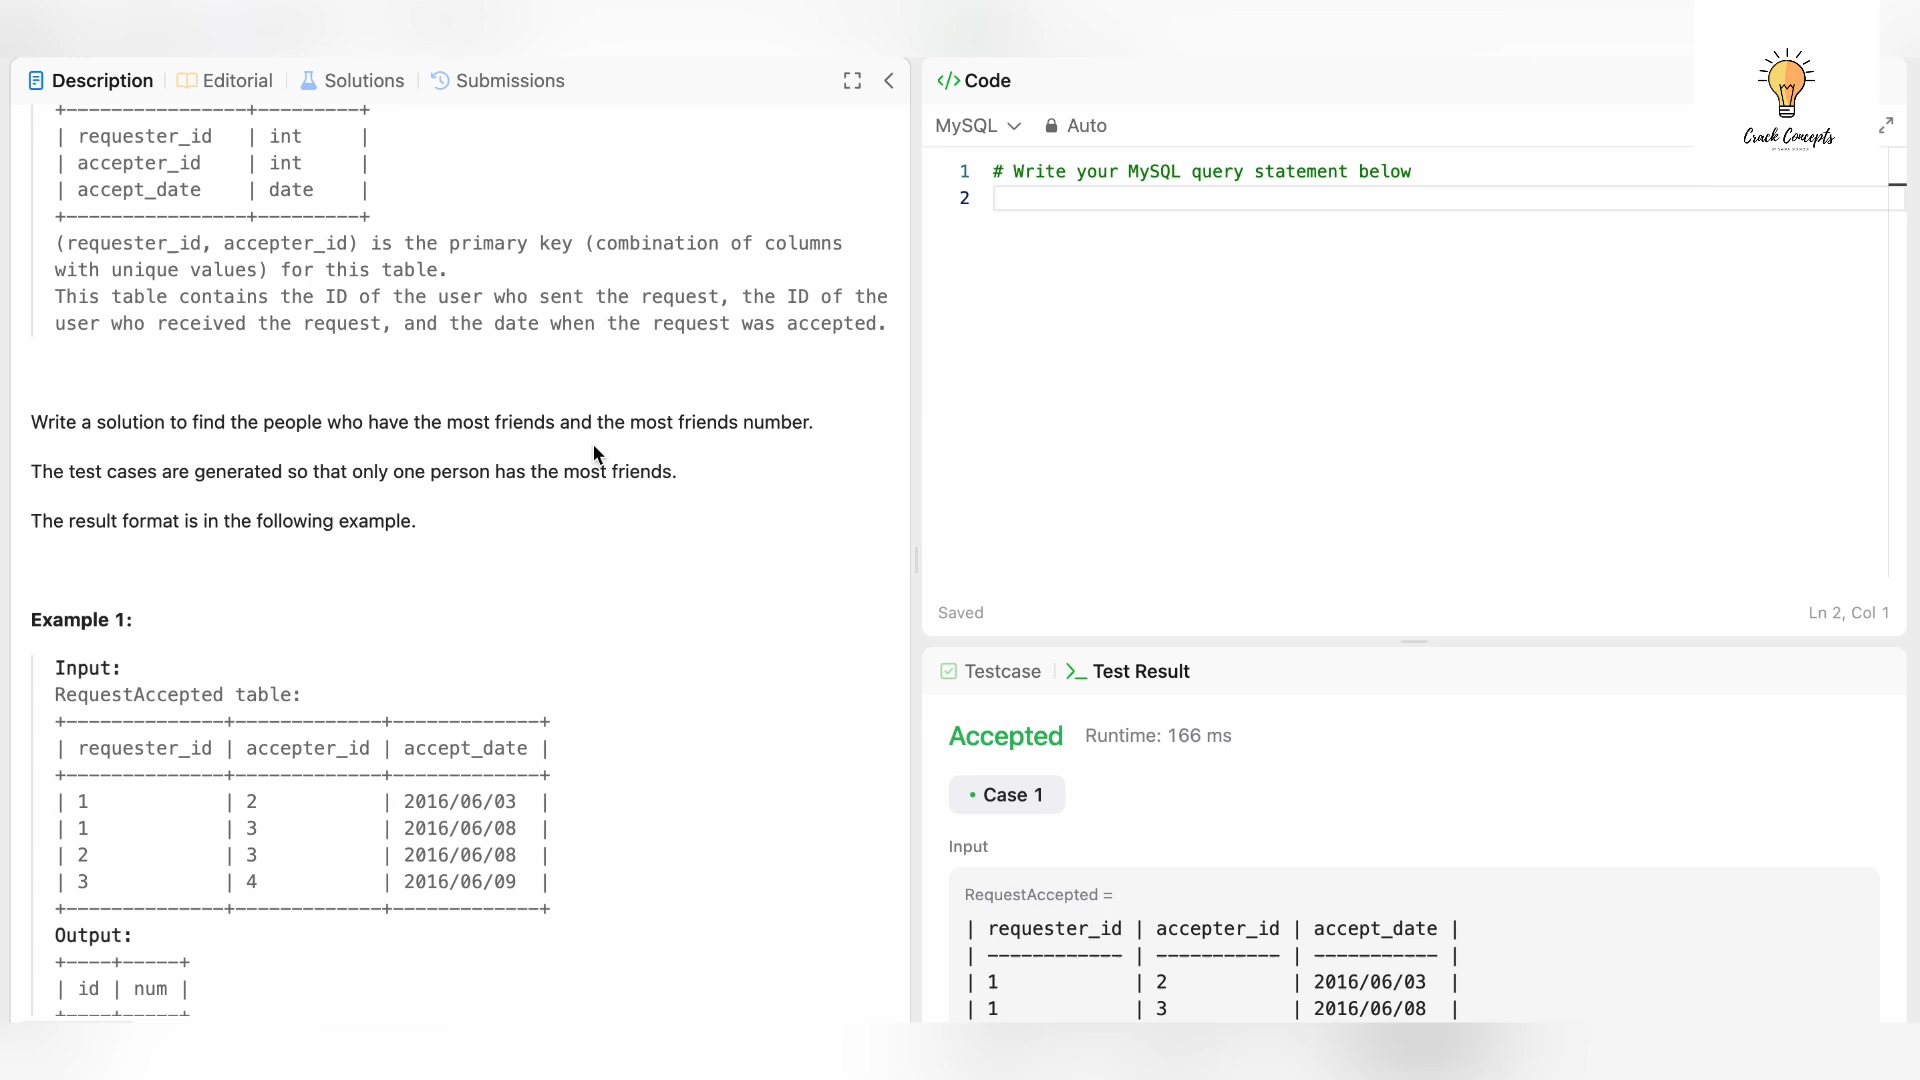 Description Editorial Solutions Submissions
+----------------+---------+
| requester_id   | int     |
| accepter_id    | int     |
| accept_date    | date    |
+----------------+---------+
(requester_id, accepter_id) is the primary key (combination of columns
with unique values) for this table.
This table contains the ID of the user who sent the request, the ID of the
user who received the request, and the date when the request was accepted.
Write a solution to find the people who have the most friends and the most friends number.
The test cases are generated so that only one person has the most friends.
The result format is in the following example.
Example 1:
Input:
RequestAccepted table:
+--------------+-------------+-------------+
| requester_id | accepter_id | accept_date |
+--------------+-------------+-------------+
| 1            | 2           | 2016/06/03  |
| 1            | 3           | 2016/06/08  |
| 2            | 3           | 2016/06/08  |
| 3            | 4           | 2016/06/09  |
+--------------+-------------+-------------+
Output:
+----+-----+
| id | num |
+----+-----+
</> Code
MySQL Auto
1 # Write your MySQL query statement below
2
Saved Ln 2, Col 1
Crack Concepts
Testcase >_ Test Result
Accepted Runtime: 166 ms
• Case 1
Input
RequestAccepted =
| requester_id | accepter_id | accept_date |
| ------------ | ----------- | ----------- |
| 1            | 2           | 2016/06/03  |
| 1            | 3           | 2016/06/08  |